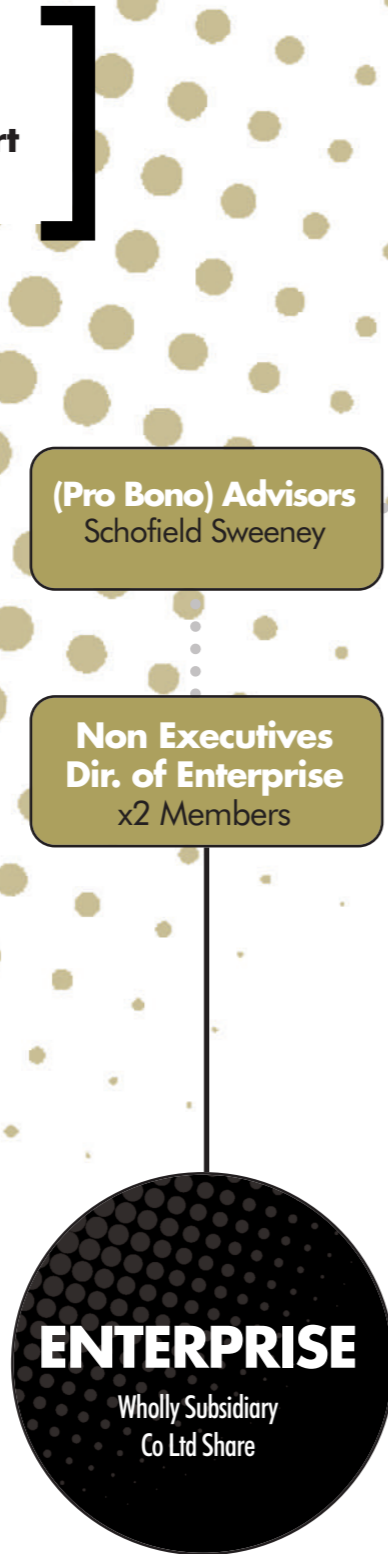 (Pro Bono) Advisors
Schofield Sweeney
Non Executives
Dir. of Enterprise
x2 Members
ENTERPRISE
Wholly Subsidiary
Co Ltd Share